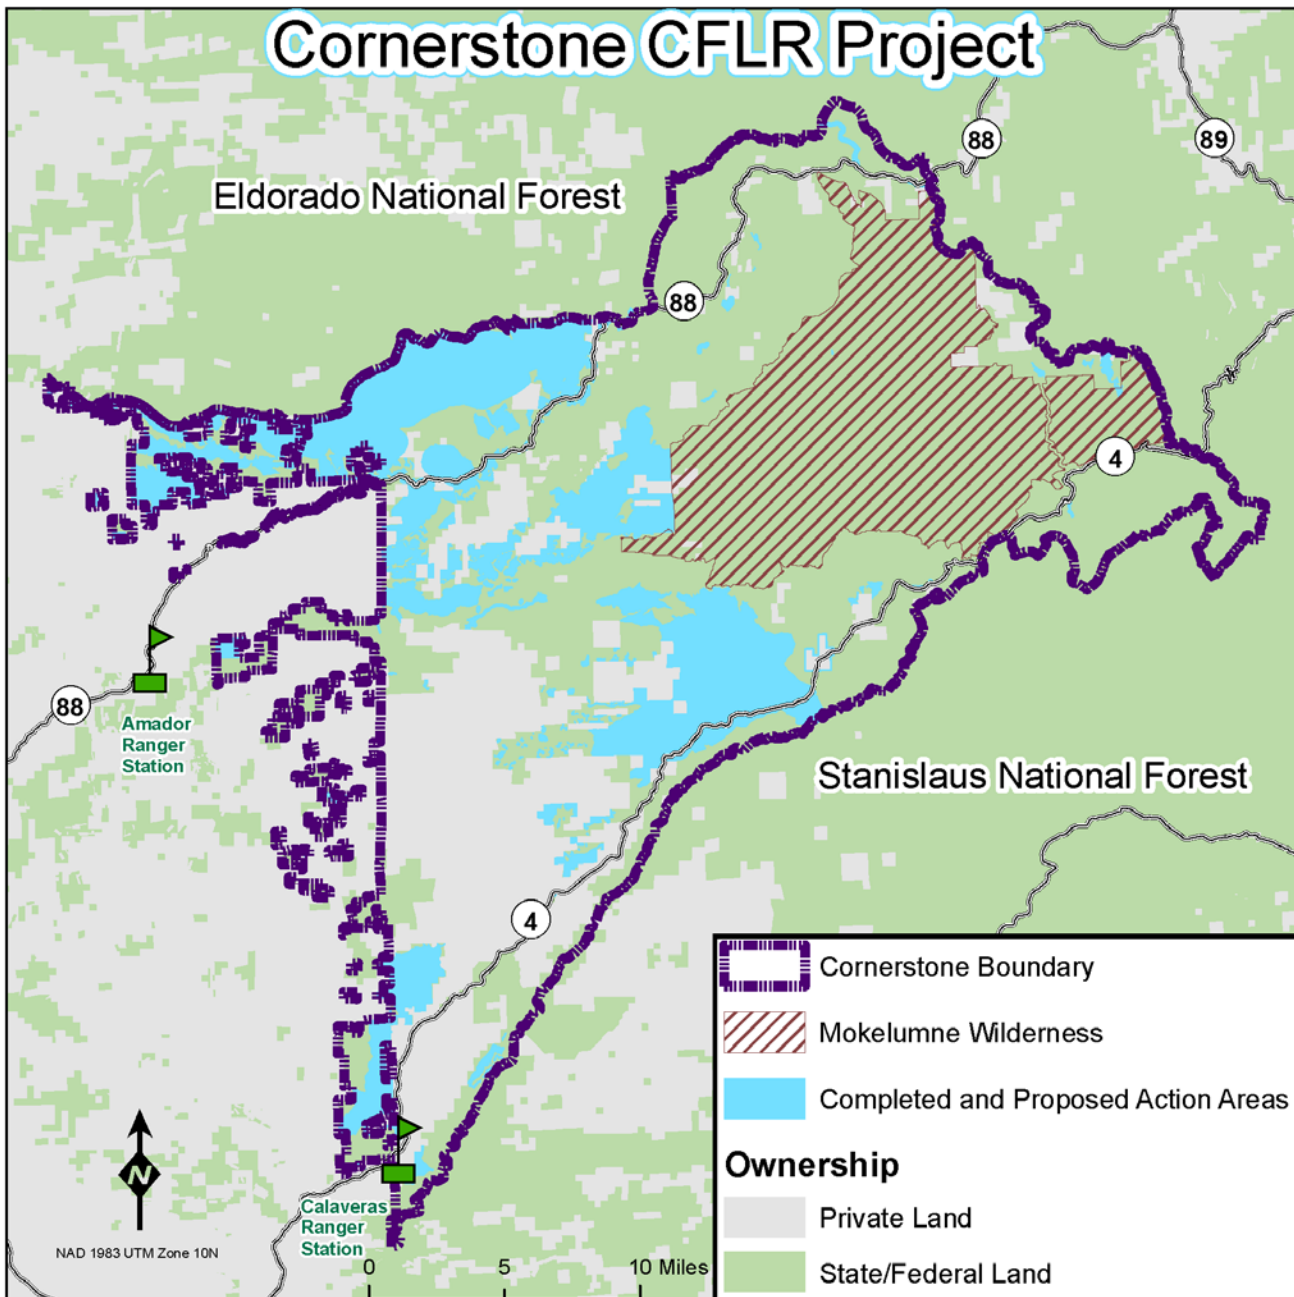 Cornerstone CFLR Project
88
89
Eldorado National Forest
88
4
88
Amador
Ranger
Station
Stanislaus National Forest
4
Cornerstone Boundary
Mokelumne Wilderness
Completed and Proposed Action Areas
Ownership
Private Land
State/Federal Land
N
Calaveras
Ranger
Station
NAD 1983 UTM Zone 10N
0 5 10 Miles